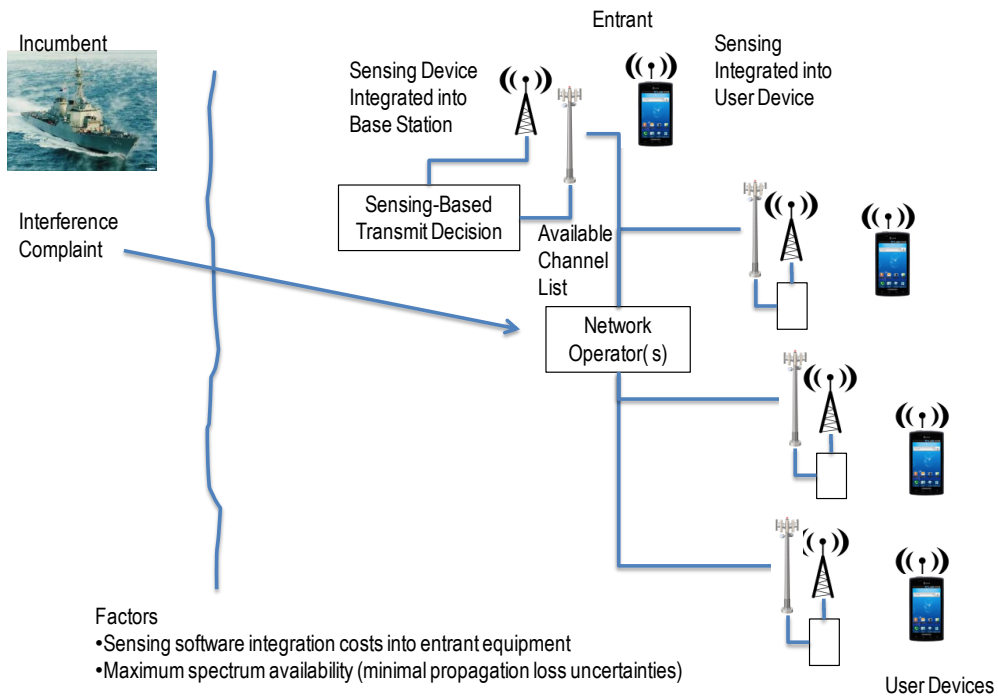 Incumbent
Entrant
Sensing Device
Integrated into
Base Station
Sensing
Integrated into
User Device
Sensing-Based
Transmit Decision
Interference
Complaint
Available
Channel
List
Network
Operator( s)
Factors
•Sensing software integration costs into entrant equipment
•Maximum spectrum availability (minimal propagation loss uncertainties)
User Devices